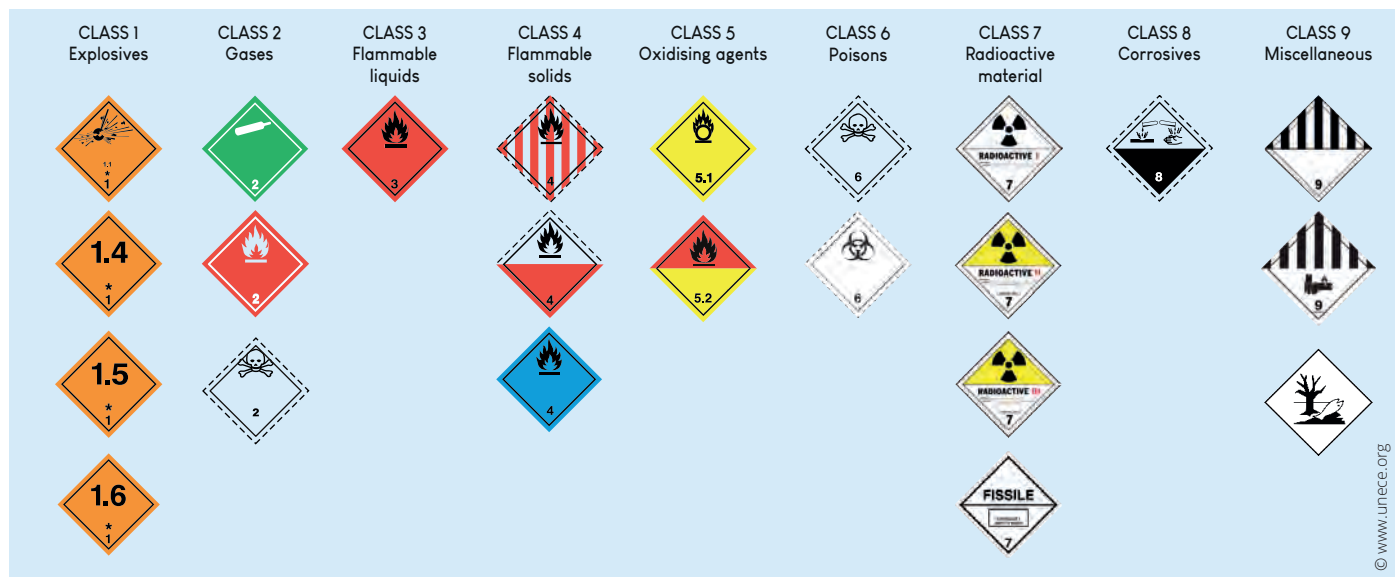 CLASS 1
Explosives
CLASS 2
Gases
CLASS 3
Flammable
liquids
CLASS 4
Flammable
solids
CLASS 5
Oxidising agents
CLASS 6
Poisons
CLASS 7
Radioactive
material
CLASS 8
Corrosives
CLASS 9
Miscellaneous
1.1
*
1
2
3
4
5.1
6
RADIOACTIVE I
7
8
9
1.4
*
1
2
4
5.2
6
RADIOACTIVE II
7
9
1.5
*
1
2
4
RADIOACTIVE III
7
1.6
*
1
FISSILE
7
© www.unece.org